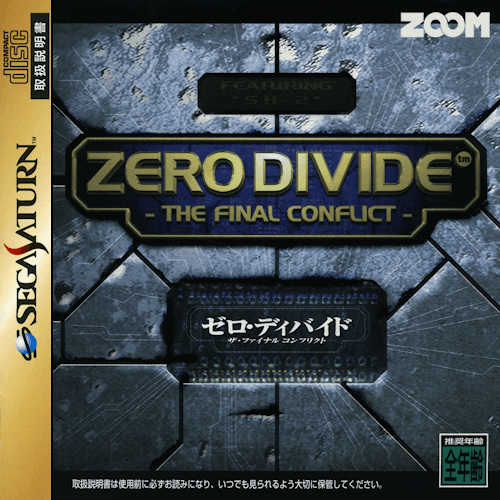 COMPACT
disc
取扱説明書
SEGA SATURN™
ZOOM
FEATURING
"SH-2"
ZERO DIVIDE™
- THE FINAL CONFLICT -
ゼロ・ディバイド
ザ・ファイナル コンフリクト
推奨年齢
全年齢
取扱説明書は使用前に必ずお読みになり、いつでも見られるよう大切に保管してください。